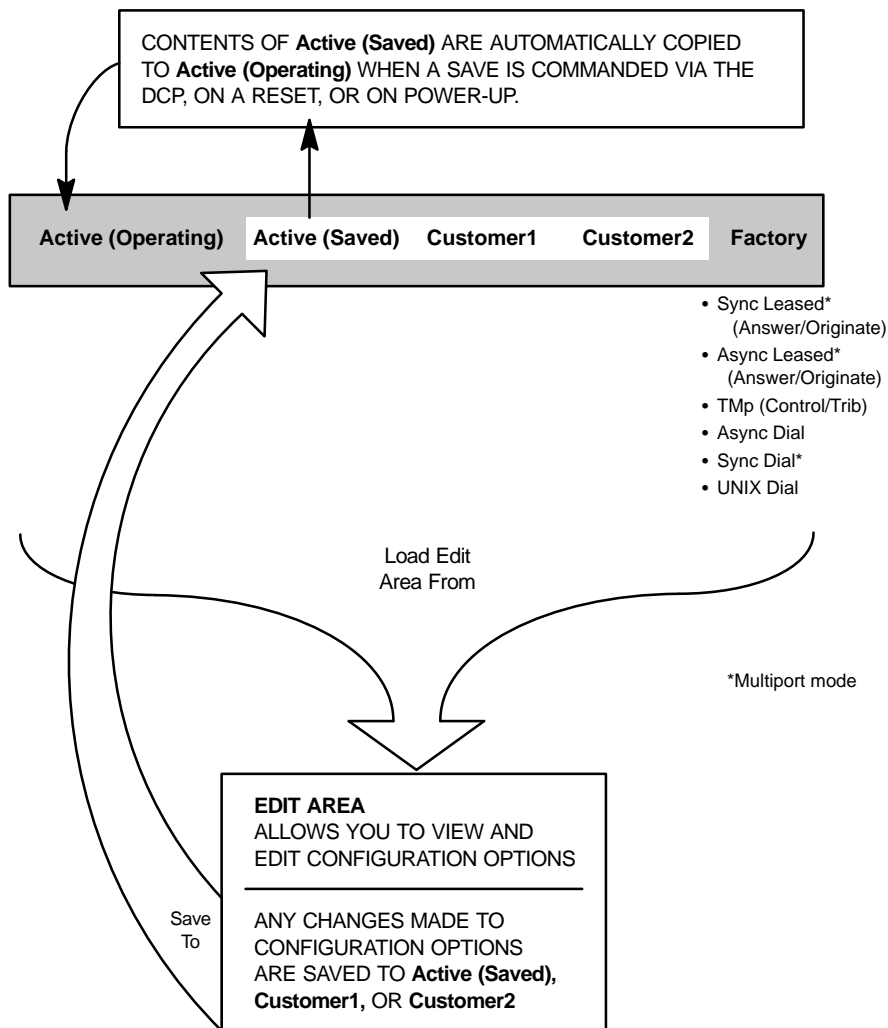 CONTENTS OF Active (Saved) ARE AUTOMATICALLY COPIED
TO Active (Operating) WHEN A SAVE IS COMMANDED VIA THE
DCP, ON A RESET, OR ON POWER-UP.
Active (Operating) Active (Saved) Customer1 Customer2 Factory
• Sync Leased*
(Answer/Originate)
• Async Leased*
(Answer/Originate)
• TMp (Control/Trib)
• Async Dial
• Sync Dial*
• UNIX Dial
Load Edit
Area From
*Multiport mode
EDIT AREA
ALLOWS YOU TO VIEW AND
EDIT CONFIGURATION OPTIONS
Save
To
ANY CHANGES MADE TO
CONFIGURATION OPTIONS
ARE SAVED TO Active (Saved),
Customer1, OR Customer2